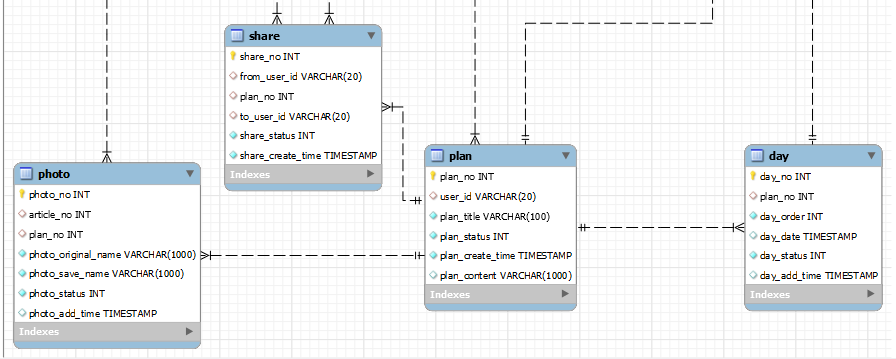 share
share_no INT
from_user_id VARCHAR(20)
plan_no INT
to_user_id VARCHAR(20)
share_status INT
share_create_time TIMESTAMP
Indexes
photo
photo_no INT
article_no INT
plan_no INT
photo_original_name VARCHAR(1000)
photo_save_name VARCHAR(1000)
photo_status INT
photo_add_time TIMESTAMP
Indexes
plan
plan_no INT
user_id VARCHAR(20)
plan_title VARCHAR(100)
plan_status INT
plan_create_time TIMESTAMP
plan_content VARCHAR(1000)
Indexes
day
day_no INT
plan_no INT
day_order INT
day_date TIMESTAMP
day_status INT
day_add_time TIMESTAMP
Indexes